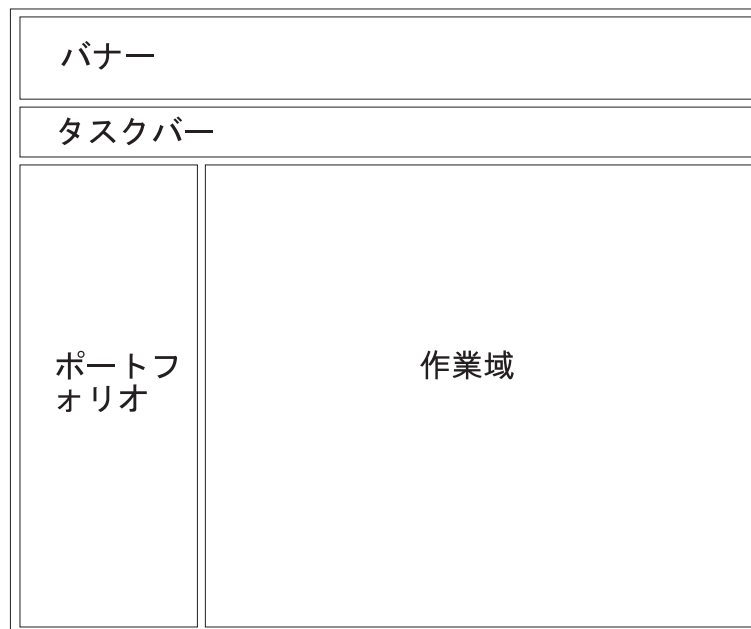 バナー
タスクバー
ポートフ
ォリオ
作業域